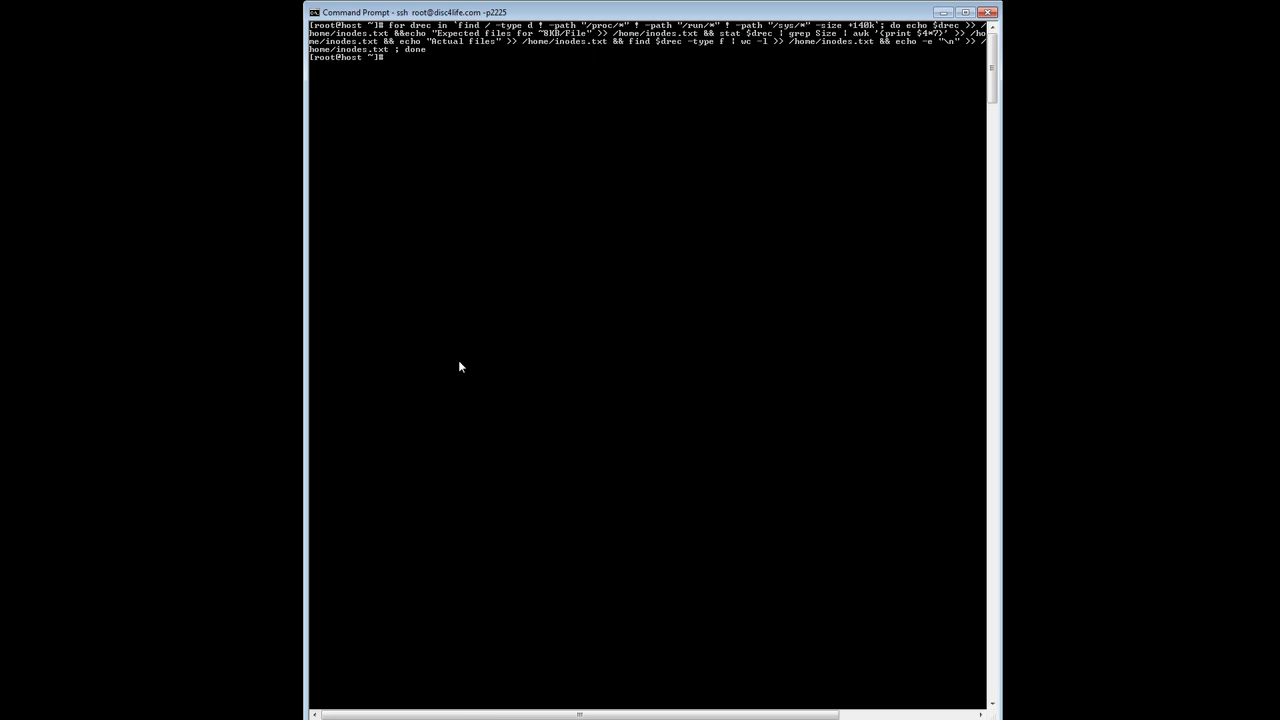 Command Prompt - ssh  root@disc4life.com -p2225
[root@host ~]# for drec in `find / -type d ! -path "/proc/*" ! -path "/run/*" ! -path "/sys/*" -size +140k`; do echo $drec >> /
home/inodes.txt &&echo "Expected files for ~8KB/File" >> /home/inodes.txt && stat $drec | grep Size | awk '{print $4*7}' >> /ho
me/inodes.txt && echo "Actual files" >> /home/inodes.txt && find $drec -type f | wc -l >> /home/inodes.txt && echo -e "\n" >> /
home/inodes.txt ; done
[root@host ~]#